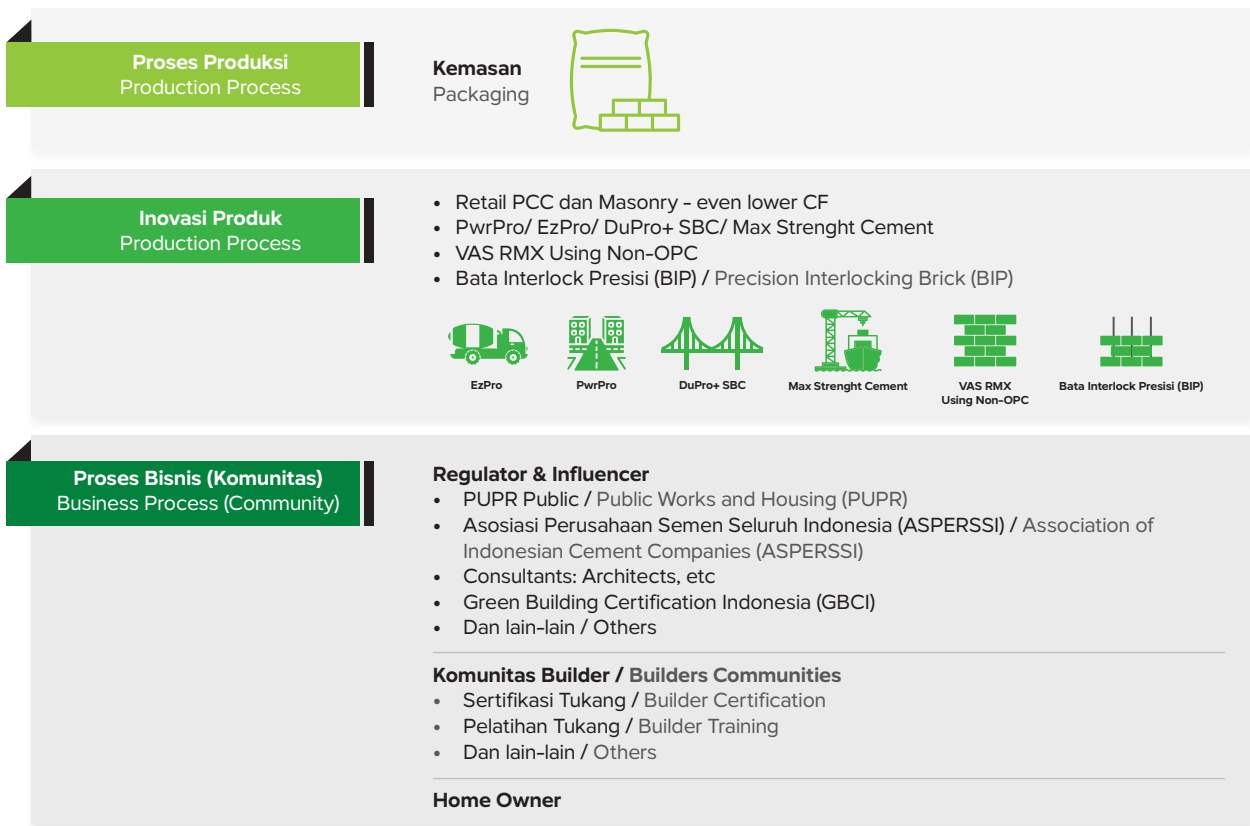 Proses Produksi
Production Process
Kemasan
Packaging
Inovasi Produk
Production Process
• Retail PCC dan Masonry - even lower CF
• PwrPro/ EzPro/ DuPro+ SBC/ Max Strenght Cement
• VAS RMX Using Non-OPC
• Bata Interlock Presisi (BIP) / Precision Interlocking Brick (BIP)
EzPro
PwrPro
DuPro+ SBC
Max Strenght Cement
VAS RMX
Using Non-OPC
Bata Interlock Presisi (BIP)
Proses Bisnis (Komunitas)
Business Process (Community)
Regulator & Influencer
• PUPR Public / Public Works and Housing (PUPR)
• Asosiasi Perusahaan Semen Seluruh Indonesia (ASPERSSI) / Association of
Indonesian Cement Companies (ASPERSSI)
• Consultants: Architects, etc
• Green Building Certification Indonesia (GBCI)
• Dan lain-lain / Others
Komunitas Builder / Builders Communities
• Sertifikasi Tukang / Builder Certification
• Pelatihan Tukang / Builder Training
• Dan lain-lain / Others
Home Owner